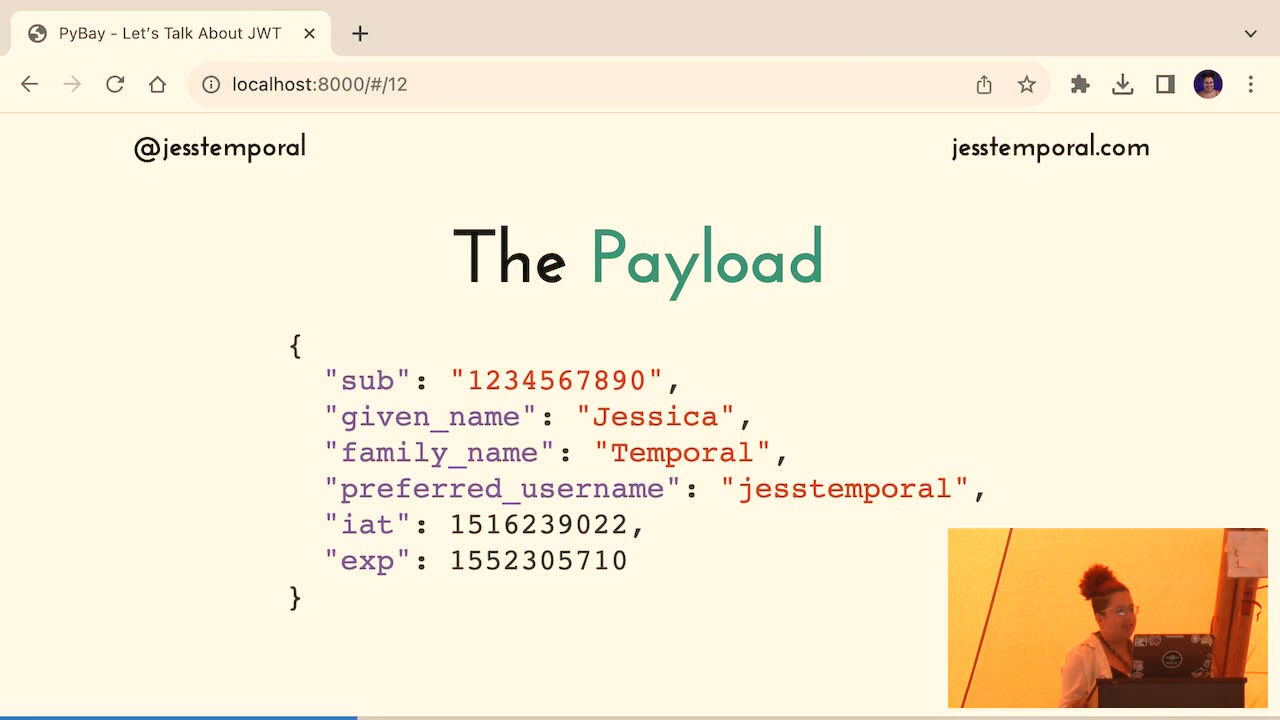 PyBay - Let's Talk About JWT
localhost:8000/#/12
@jesstemporal
jesstemporal.com
The Payload
{
"sub": "1234567890",
"given_name": "Jessica",
"family_name": "Temporal",
"preferred_username": "jesstemporal",
"iat": 1516239022,
"exp": 1552305710
}